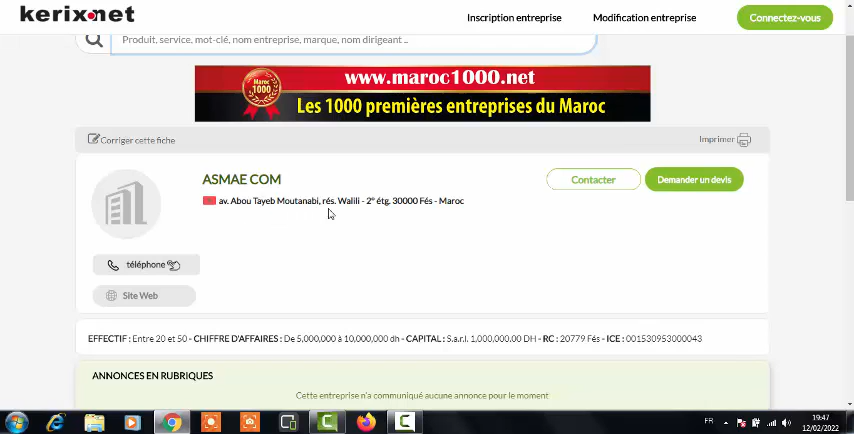 kerixnet
Inscription entreprise
Modification entreprise
Connectez-vous
Produit, service, mot-clé, nom entreprise, marque, nom dirigeant ..
Maroc
1000
www.maroc1000.net
Les 1000 premières entreprises du Maroc
Corriger cette fiche
Imprimer
ASMAE COM
Contacter
Demander un devis
av. Abou Tayeb Moutanabi, rés. Walili - 2° étg. 30000 Fés - Maroc
téléphone
Site Web
EFFECTIF : Entre 20 et 50 - CHIFFRE D'AFFAIRES : De 5,000,000 à 10,000,000 dh - CAPITAL : S.a.r.l. 1,000,000.00 DH - RC : 20779 Fés - ICE : 001530953000043
ANNONCES EN RUBRIQUES
Cette entreprise n'a communiqué aucune annonce pour le moment
FR
19:47
12/02/2022